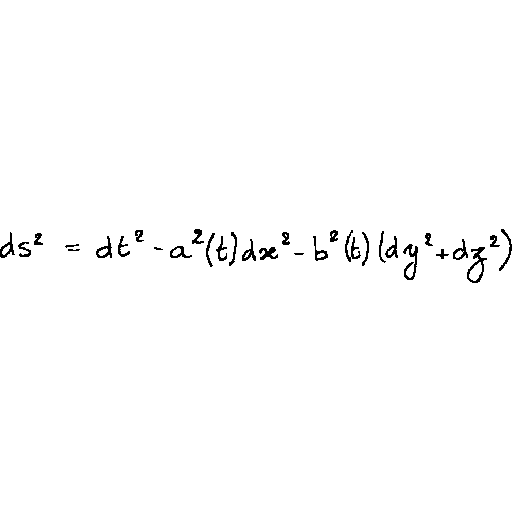 ds² = dt² - a²(t)dx² - b²(t)(dy² + dz²)